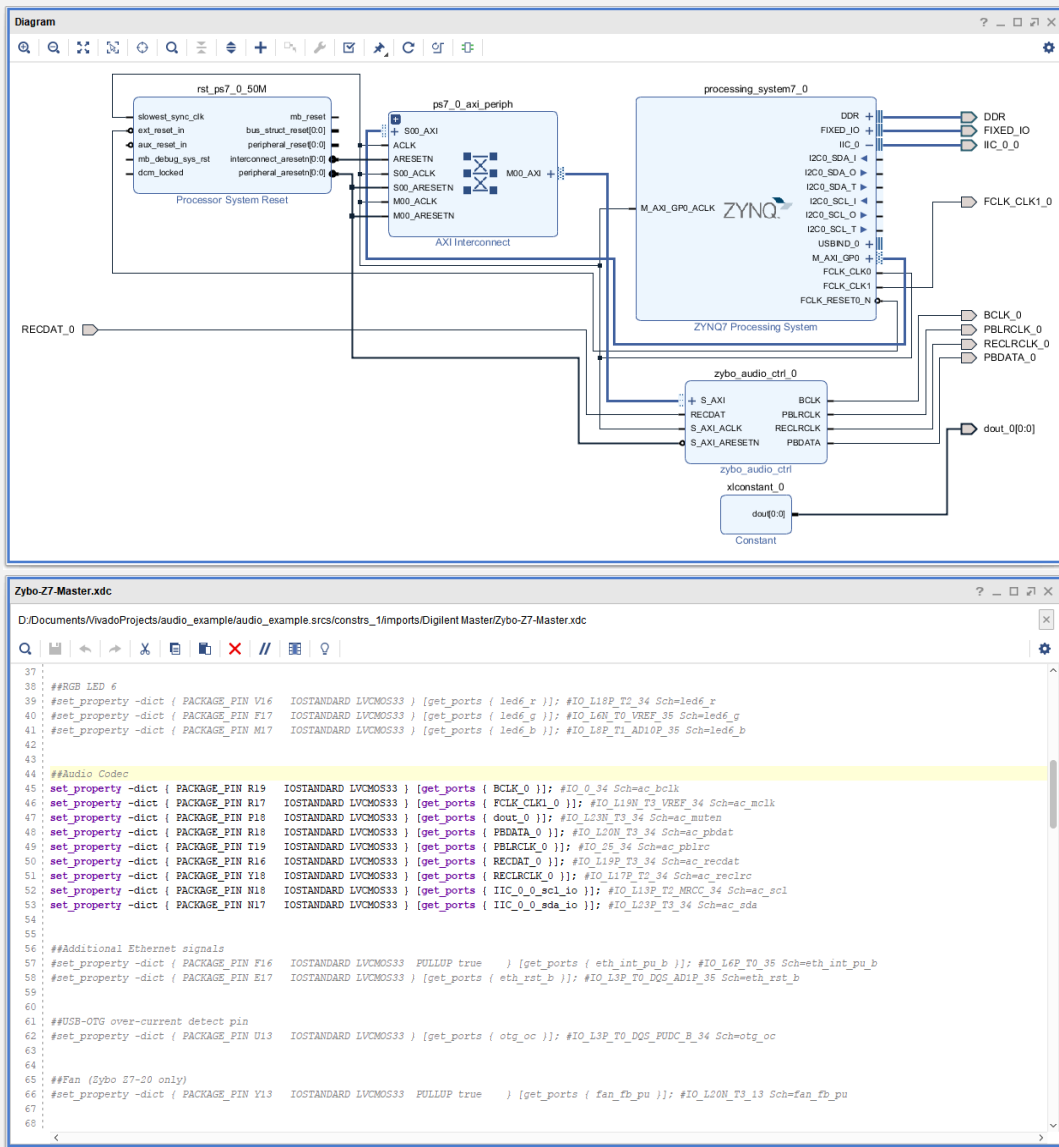 Diagram
rst_ps7_0_50M
slowest_sync_clk
ext_reset_in
aux_reset_in
mb_debug_sys_rst
dcm_locked
mb_reset
bus_struct_reset[0:0]
peripheral_reset[0:0]
interconnect_aresetn[0:0]
peripheral_aresetn[0:0]
Processor System Reset
ps7_0_axi_periph
S00_AXI
ACLK
ARESETN
S00_ACLK
S00_ARESETN
M00_ACLK
M00_ARESETN
M00_AXI
AXI Interconnect
processing_system7_0
M_AXI_GP0_ACLK
ZYNQ
DDR
FIXED_IO
IIC_0
I2C0_SDA_I
I2C0_SDA_O
I2C0_SDA_T
I2C0_SCL_I
I2C0_SCL_O
I2C0_SCL_T
USBIND_0
M_AXI_GP0
FCLK_CLK0
FCLK_CLK1
FCLK_RESET0_N
ZYNQ7 Processing System
DDR
FIXED_IO
IIC_0_0
FCLK_CLK1_0
RECDAT_0
BCLK_0
PBLRCLK_0
RECLRCLK_0
PBDATA_0
zybo_audio_ctrl_0
S_AXI
RECDAT
S_AXI_ACLK
S_AXI_ARESETN
BCLK
PBLRCLK
RECLRCLK
PBDATA
zybo_audio_ctrl
dout_0[0:0]
xlconstant_0
dout[0:0]
Constant
Zybo-Z7-Master.xdc
D:/Documents/VivadoProjects/audio_example/audio_example.srcs/constrs_1/imports/Digilent Master/Zybo-Z7-Master.xdc
37
38 ##RGB LED 6
39 #set_property -dict { PACKAGE_PIN V16   IOSTANDARD LVCMOS33 } [get_ports { led6_r }]; #IO_L18P_T2_34 Sch=led6_r
40 #set_property -dict { PACKAGE_PIN F17   IOSTANDARD LVCMOS33 } [get_ports { led6_g }]; #IO_L6N_T0_VREF_35 Sch=led6_g
41 #set_property -dict { PACKAGE_PIN M17   IOSTANDARD LVCMOS33 } [get_ports { led6_b }]; #IO_L8P_T1_AD10P_35 Sch=led6_b
42
43
44 ##Audio Codec
45 set_property -dict { PACKAGE_PIN R19   IOSTANDARD LVCMOS33 } [get_ports { BCLK_0 }]; #IO_0_34 Sch=ac_bclk
46 set_property -dict { PACKAGE_PIN R17   IOSTANDARD LVCMOS33 } [get_ports { FCLK_CLK1_0 }]; #IO_L19N_T3_VREF_34 Sch=ac_mclk
47 set_property -dict { PACKAGE_PIN P18   IOSTANDARD LVCMOS33 } [get_ports { dout_0 }]; #IO_L23N_T3_34 Sch=ac_muten
48 set_property -dict { PACKAGE_PIN R18   IOSTANDARD LVCMOS33 } [get_ports { PBDATA_0 }]; #IO_L20N_T3_34 Sch=ac_pbdat
49 set_property -dict { PACKAGE_PIN T19   IOSTANDARD LVCMOS33 } [get_ports { PBLRCLK_0 }]; #IO_25_34 Sch=ac_pblrc
50 set_property -dict { PACKAGE_PIN R16   IOSTANDARD LVCMOS33 } [get_ports { RECDAT_0 }]; #IO_L19P_T3_34 Sch=ac_recdat
51 set_property -dict { PACKAGE_PIN Y18   IOSTANDARD LVCMOS33 } [get_ports { RECLRCLK_0 }]; #IO_L17P_T2_34 Sch=ac_reclrc
52 set_property -dict { PACKAGE_PIN N18   IOSTANDARD LVCMOS33 } [get_ports { IIC_0_0_scl_io }]; #IO_L13P_T2_MRCC_34 Sch=ac_scl
53 set_property -dict { PACKAGE_PIN N17   IOSTANDARD LVCMOS33 } [get_ports { IIC_0_0_sda_io }]; #IO_L23P_T3_34 Sch=ac_sda
54
55
56 ##Additional Ethernet signals
57 #set_property -dict { PACKAGE_PIN F16   IOSTANDARD LVCMOS33  PULLUP true    } [get_ports { eth_int_pu_b }]; #IO_L6P_T0_35 Sch=eth_int_pu_b
58 #set_property -dict { PACKAGE_PIN E17   IOSTANDARD LVCMOS33 } [get_ports { eth_rst_b }]; #IO_L3P_T0_DQS_AD1P_35 Sch=eth_rst_b
59
60
61 ##USB-OTG over-current detect pin
62 #set_property -dict { PACKAGE_PIN U13   IOSTANDARD LVCMOS33 } [get_ports { otg_oc }]; #IO_L3P_T0_DQS_PUDC_B_34 Sch=otg_oc
63
64
65 ##Fan (Zybo Z7-20 only)
66 #set_property -dict { PACKAGE_PIN Y13   IOSTANDARD LVCMOS33  PULLUP true    } [get_ports { fan_fb_pu }]; #IO_L20N_T3_13 Sch=fan_fb_pu
67
68